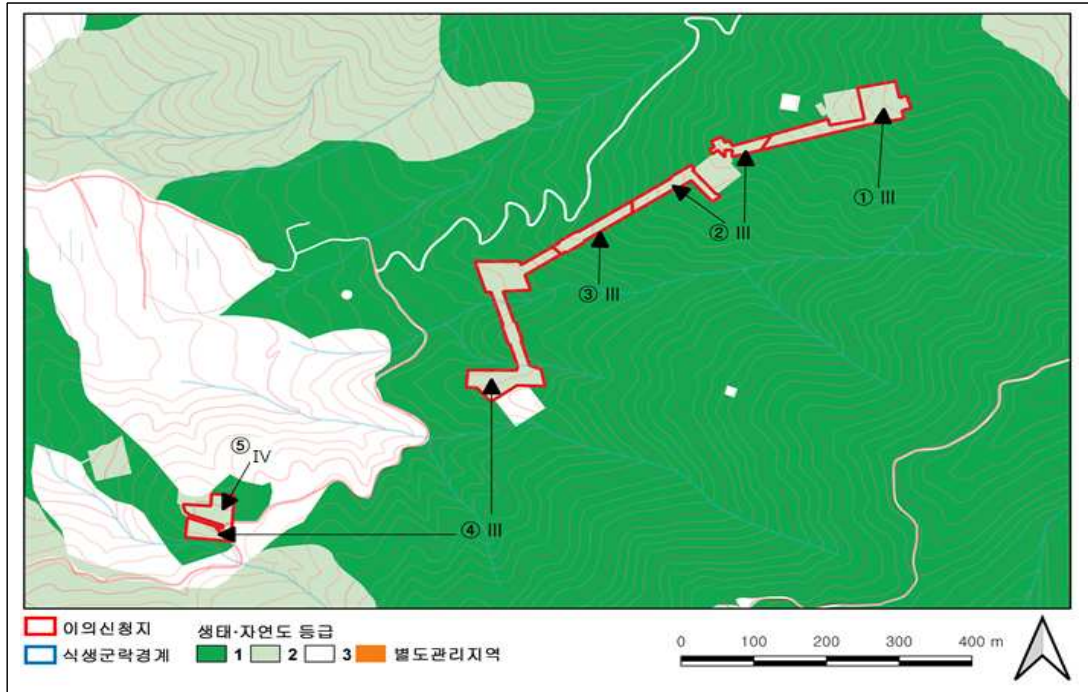 ① III
② III
③ III
⑤ IV
④ III
이의신청지
식생군락경계
생태·자연도 등급
1 2 3 별도관리지역
0 100 200 300 400 m